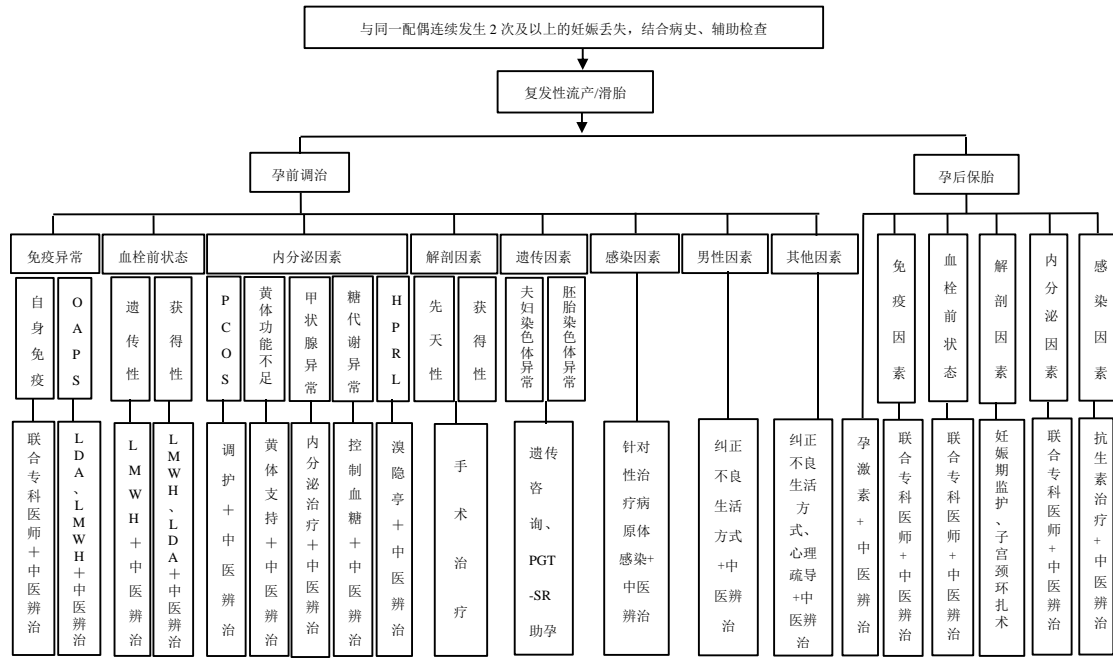 与同一配偶连续发生 2 次及以上的妊娠丢失，结合病史、辅助检查
复发性流产/滑胎
孕前调治
孕后保胎
免疫异常
血栓前状态
内分泌因素
解剖因素
遗传因素
感染因素
男性因素
其他因素
免疫因素
血栓前状态
解剖因素
内分泌因素
感染因素
自身免疫
OAPS
遗传性
获得性
PCOS
黄体功能不足
甲状腺异常
糖代谢异常
HPRL
先天性
获得性
夫妇染色体异常
胚胎染色体异常
联合专科医师＋中医辨治
LDA、LMWH＋中医辨治
LMWH＋中医辨治
LMWH、LDA＋中医辨治
调护＋中医辨治
黄体支持＋中医辨治
内分泌治疗＋中医辨治
控制血糖＋中医辨治
溴隐亭＋中医辨治
手术治疗
遗传
咨
询、
PGT
-SR
助孕
针对
性治
疗病
原体
感染+
中医
辨治
纠正
不良
生活
方式
+中
医辨
治
纠正
不良
生活
方
式、
心理
疏导
+中
医辨
治
孕激素+中医辨治
联合专科医师+中医辨治
联合专科医师+中医辨治
妊娠期监护、子宫颈环扎术
联合专科医师+中医辨治
抗生素治疗+中医辨治